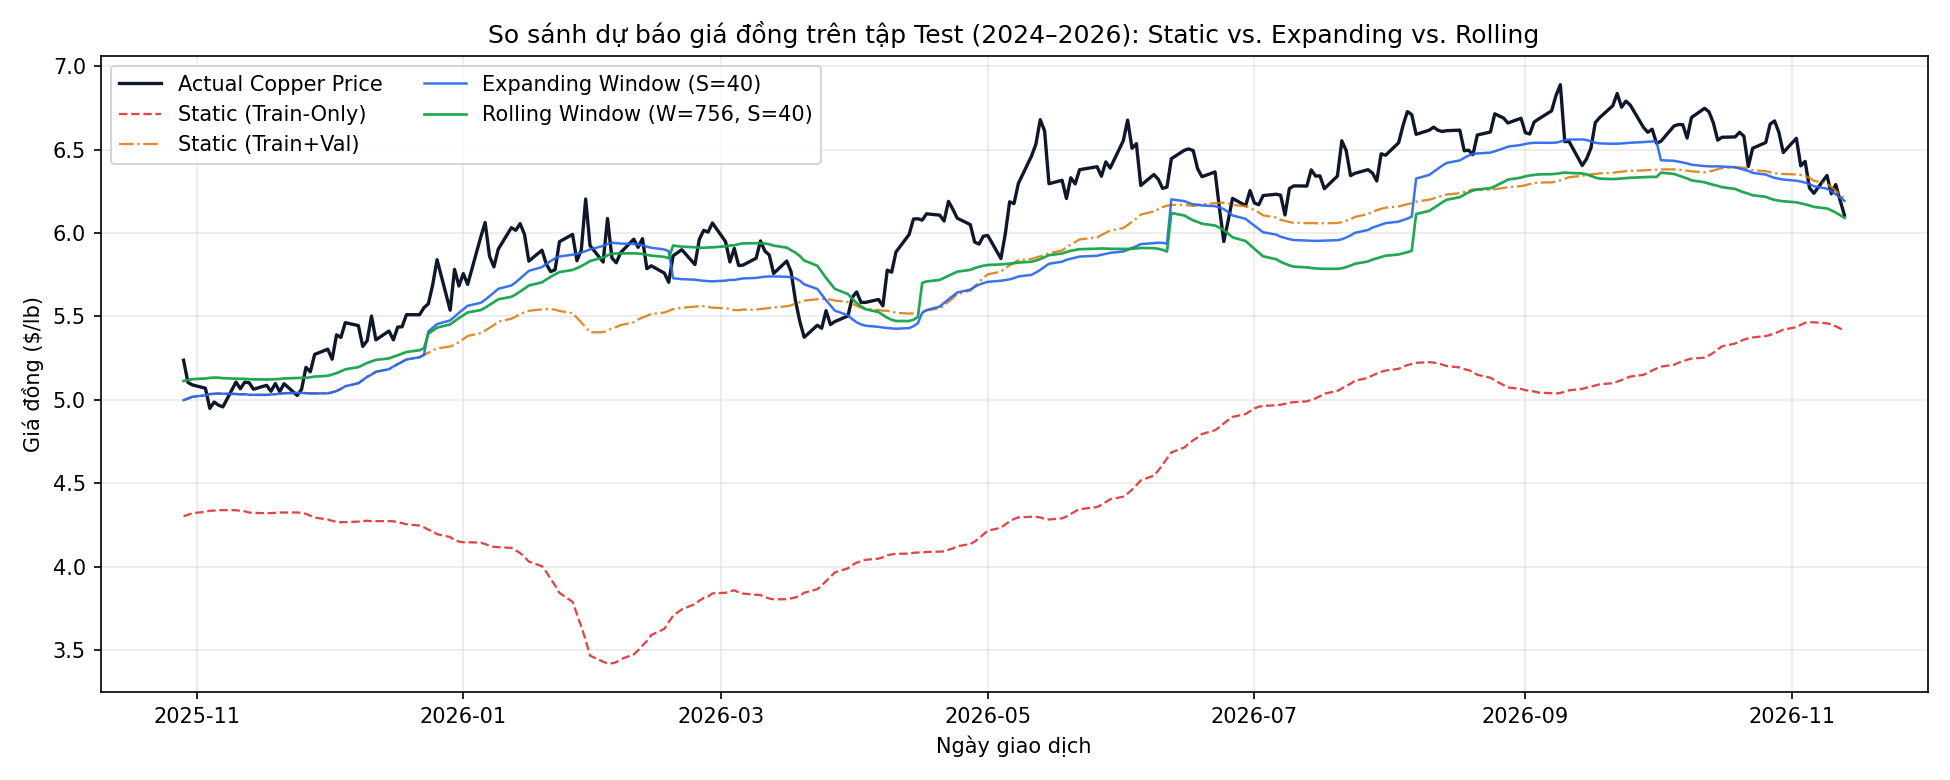 So sánh dự báo giá đồng trên tập Test (2024–2026): Static vs. Expanding vs. Rolling
Actual Copper Price
Static (Train-Only)
Static (Train+Val)
Expanding Window (S=40)
Rolling Window (W=756, S=40)
Giá đồng ($/lb)
7.0
6.5
6.0
5.5
5.0
4.5
4.0
3.5
2025-11
2026-01
2026-03
2026-05
2026-07
2026-09
2026-11
Ngày giao dịch